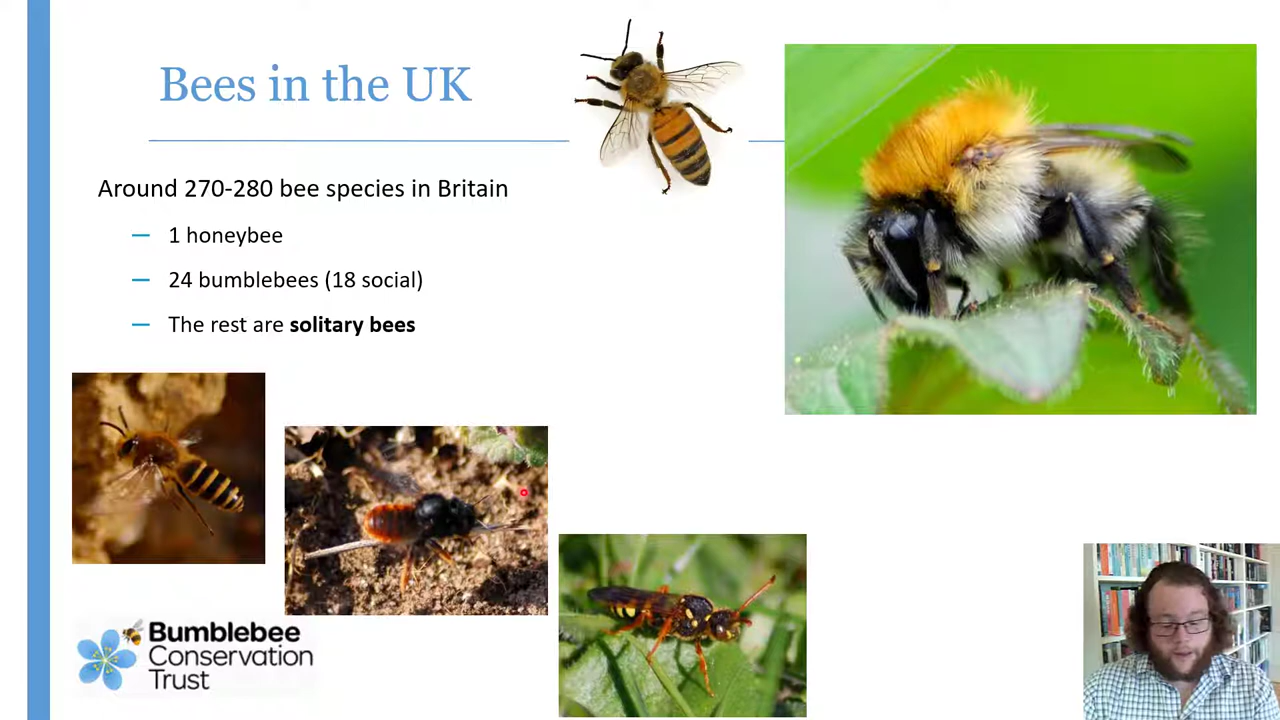 Bees in the UK
Around 270-280 bee species in Britain
— 1 honeybee
— 24 bumblebees (18 social)
— The rest are solitary bees
Bumblebee
Conservation
Trust